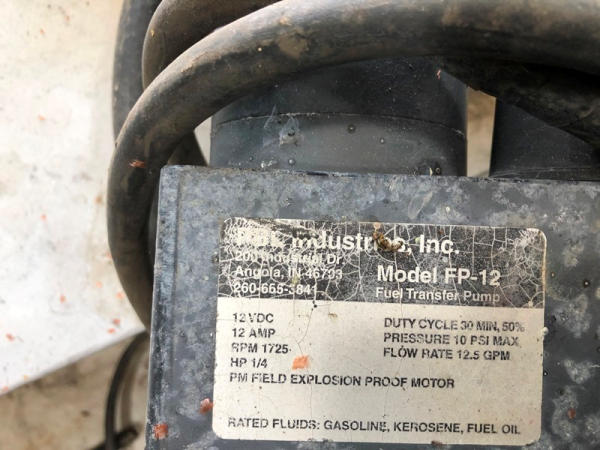 Industries, Inc.
200 Industrial Dr.
Angola, IN 46703
Model FP-12
260-665-3841
Fuel Transfer Pump
12 VDC
DUTY CYCLE 30 MIN, 50%
12 AMP
PRESSURE 10 PSI MAX
RPM 1725
FLOW RATE 12.5 GPM
HP 1/4
PM FIELD EXPLOSION PROOF MOTOR
RATED FLUIDS: GASOLINE, KEROSENE, FUEL OIL